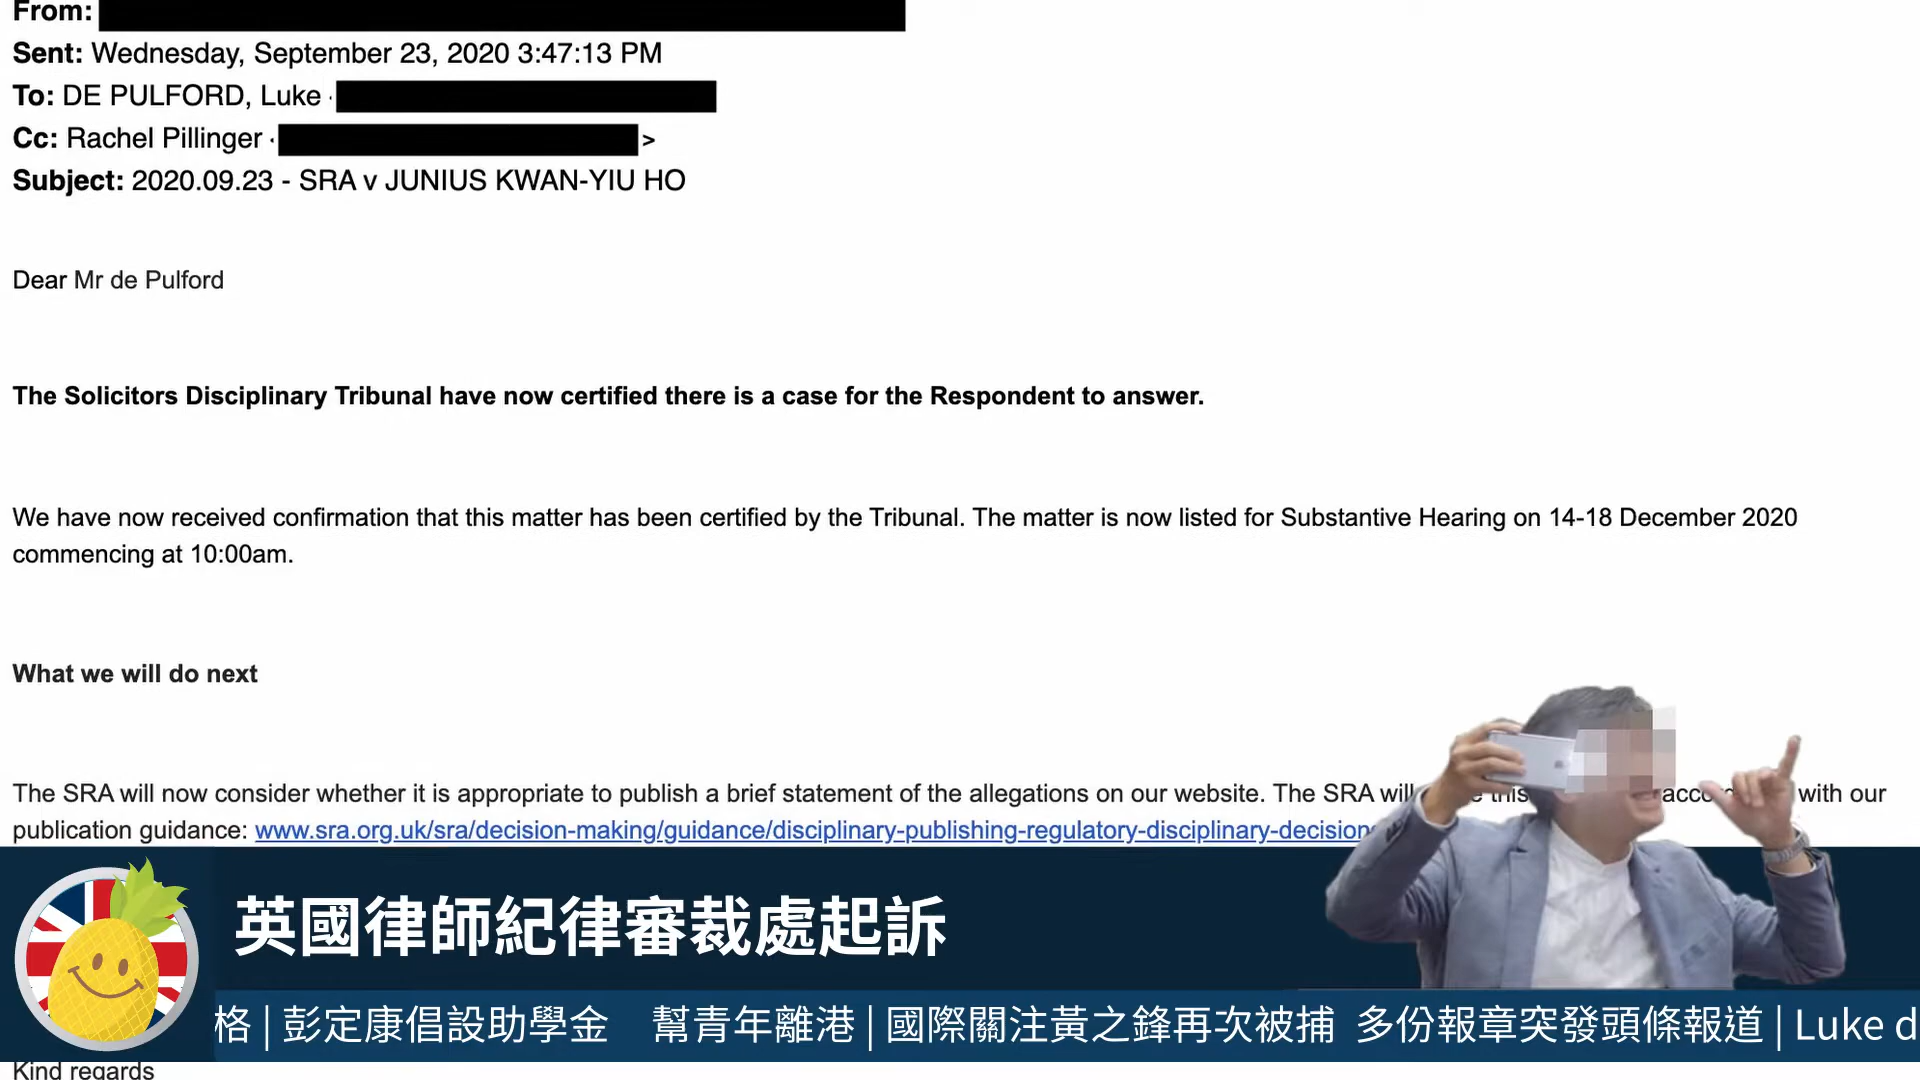 From:
Sent: Wednesday, September 23, 2020 3:47:13 PM
To: DE PULFORD, Luke
Cc: Rachel Pillinger >
Subject: 2020.09.23 - SRA v JUNIUS KWAN-YIU HO
Dear Mr de Pulford
The Solicitors Disciplinary Tribunal have now certified there is a case for the Respondent to answer.
We have now received confirmation that this matter has been certified by the Tribunal. The matter is now listed for Substantive Hearing on 14-18 December 2020
commencing at 10:00am.
What we will do next
The SRA will now consider whether it is appropriate to publish a brief statement of the allegations on our website. The SRA will this with our
publication guidance: www.sra.org.uk/sra/decision-making/guidance/disciplinary-publishing-regulatory-disciplinary-decision
英國律師紀律審裁處起訴
格 | 彭定康倡設助學金 幫青年離港 | 國際關注黃之鋒再次被捕 多份報章突發頭條報道 | Luke d
Kind regards